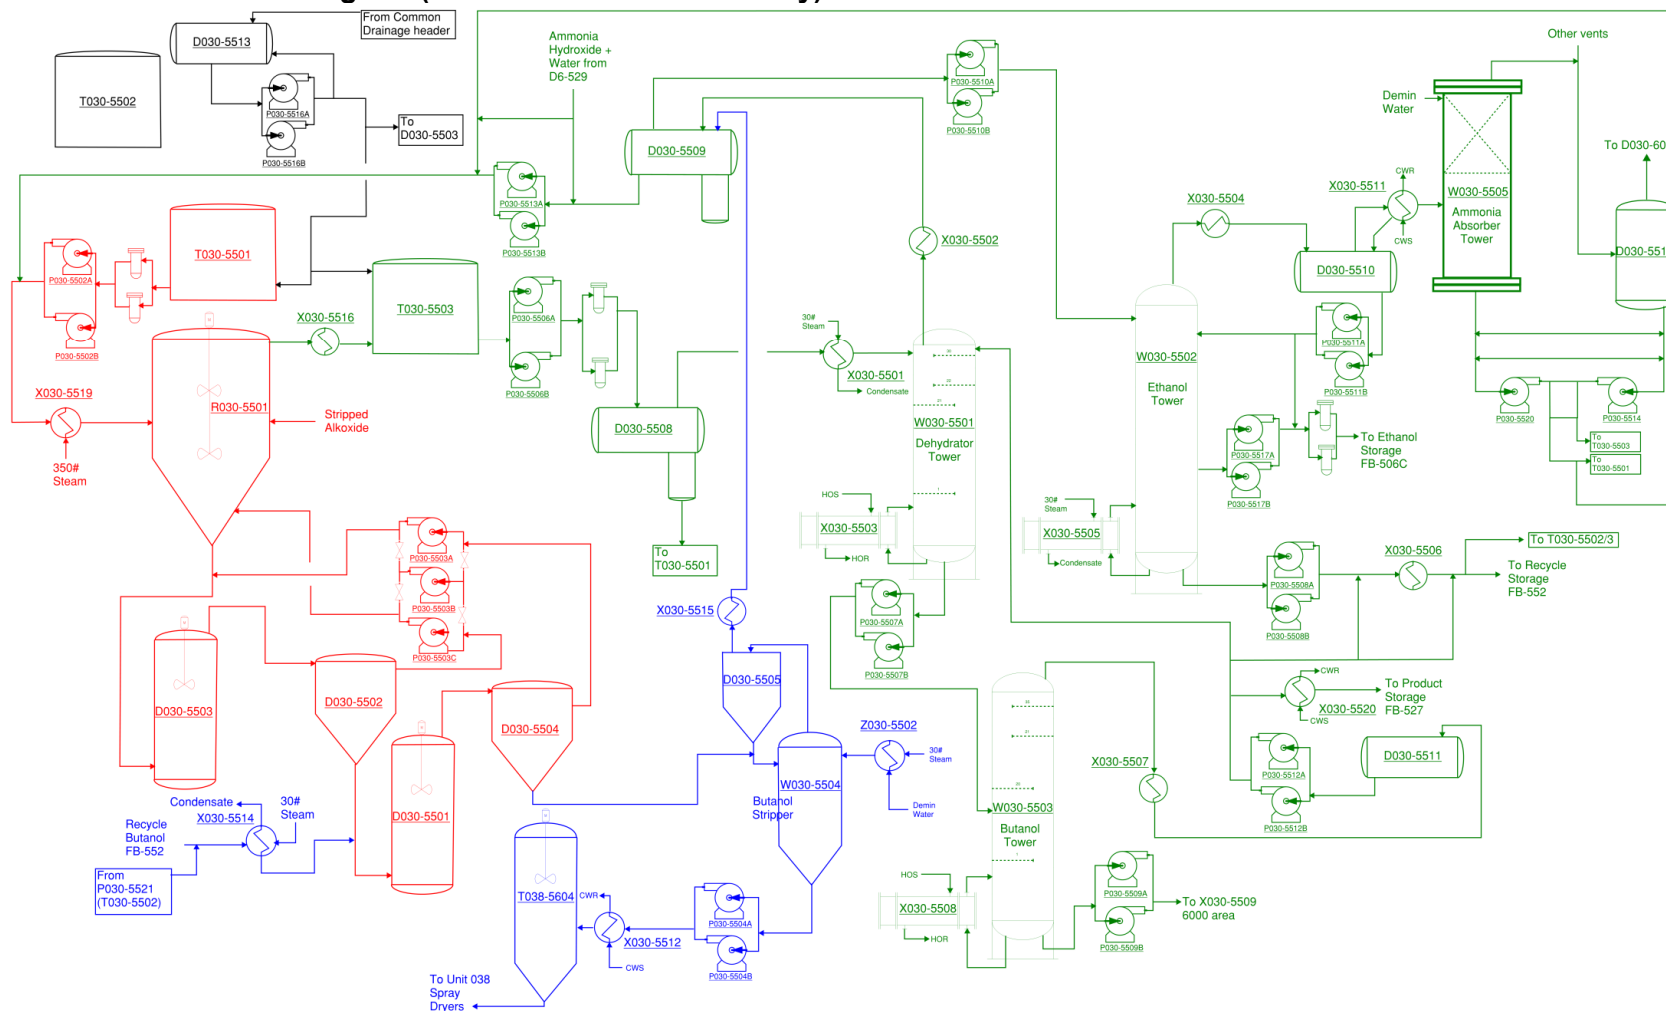 From Common
Drainage header
D030-5513
T030-5502
P030-5516A
P030-5516B
To
D030-5503
Ammonia
Hydroxide +
Water from
D6-529
D030-5509
P030-5510A
P030-5510B
Other vents
Demin
Water
To D030-60
CWR
X030-5511
CWS
W030-5505
Ammonia
Absorber
Tower
D030-551
X030-5504
D030-5510
P030-5513A
P030-5513B
X030-5502
T030-5501
P030-5502A
P030-5502B
T030-5503
X030-5516
P030-5506A
P030-5506B
30#
Steam
X030-5501
Condensate
W030-5501
Dehydrator
Tower
W030-5502
Ethanol
Tower
P030-5511A
P030-5511B
P030-5520
P030-5514
To
T030-5503
To
T030-5501
X030-5519
350#
Steam
R030-5501
Stripped
Alkoxide
D030-5508
To
T030-5501
P030-5517A
P030-5517B
To Ethanol
Storage
FB-506C
HOS
X030-5503
HOR
30#
Steam
X030-5505
Condensate
P030-5508A
P030-5508B
X030-5506
To T030-5502/3
To Recycle
Storage
FB-552
P030-5503A
P030-5503B
P030-5503C
X030-5515
P030-5507A
P030-5507B
D030-5503
D030-5502
D030-5504
D030-5501
D030-5505
Z030-5502
30#
Steam
Demin
Water
W030-5504
Butanol
Stripper
CWR
X030-5520
CWS
To Product
Storage
FB-527
X030-5507
D030-5511
P030-5512A
P030-5512B
W030-5503
Butanol
Tower
Condensate
X030-5514
30#
Steam
Recycle
Butanol
FB-552
From
P030-5521
(T030-5502)
T038-5604
CWR
X030-5512
CWS
P030-5504A
P030-5504B
HOS
X030-5508
HOR
P030-5509A
P030-5509B
To X030-5509
6000 area
To Unit 038
Spray
Dryers